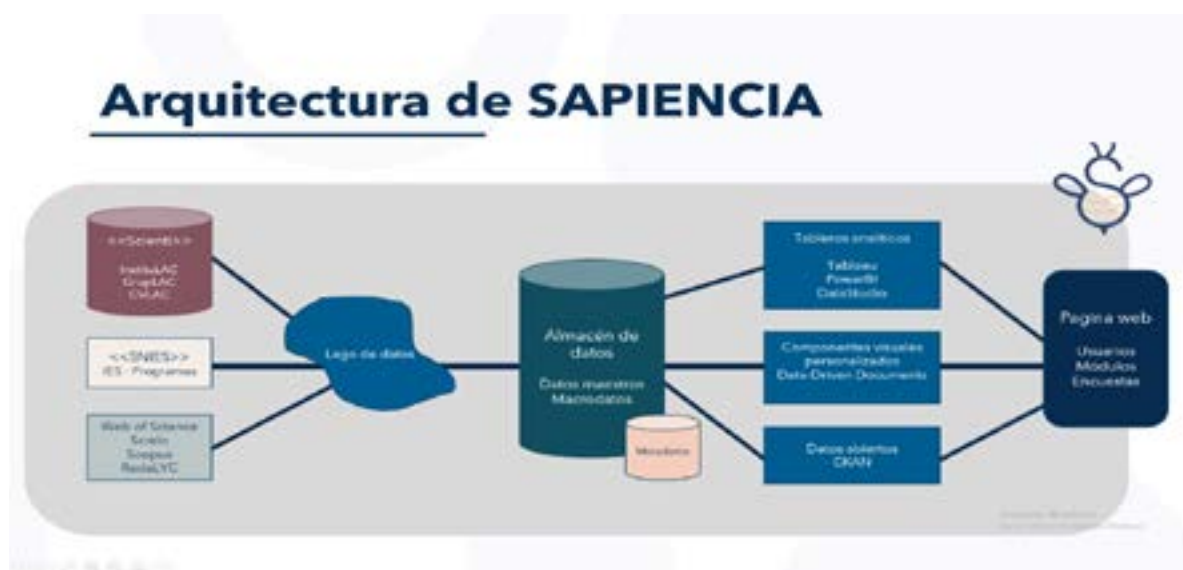 Arquitectura de SAPIENCIA
<<Scienti>>
InstituLAC
GrupLAC
CvLAC
<<SNIES>>
IES - Programas
Web of Science
Scielo
Scopus
RedaLYC
Lago de datos
Almacén de
datos
Datos maestros
Macrodatos
Metadatos
Tableros analíticos
Tableau
PowerBI
DataStudio
Componentes visuales
personalizados
Data-Driven-Documents
Datos abiertos
CKAN
Pagina web
Usuarios
Módulos
Encuestas